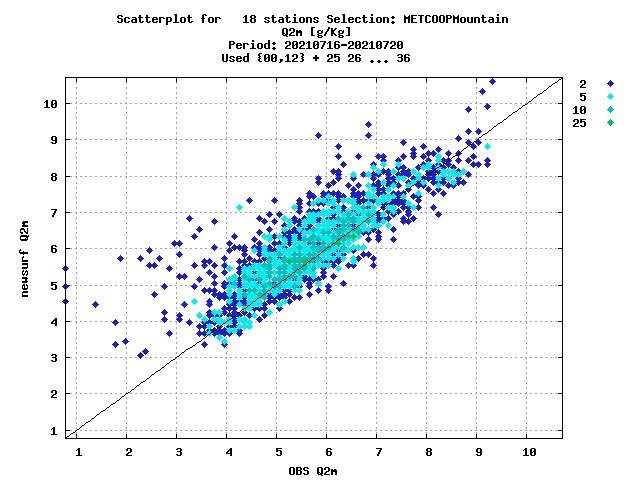 Scatterplot for   18 stations Selection: METCOOPMountain
Q2m [g/Kg]
Period: 20210716-20210720
Used {00,12} + 25 26 ... 36
2
5
10
25
10
9
8
7
6
5
4
3
2
1
newsurf Q2m
1 2 3 4 5 6 7 8 9 10
OBS Q2m